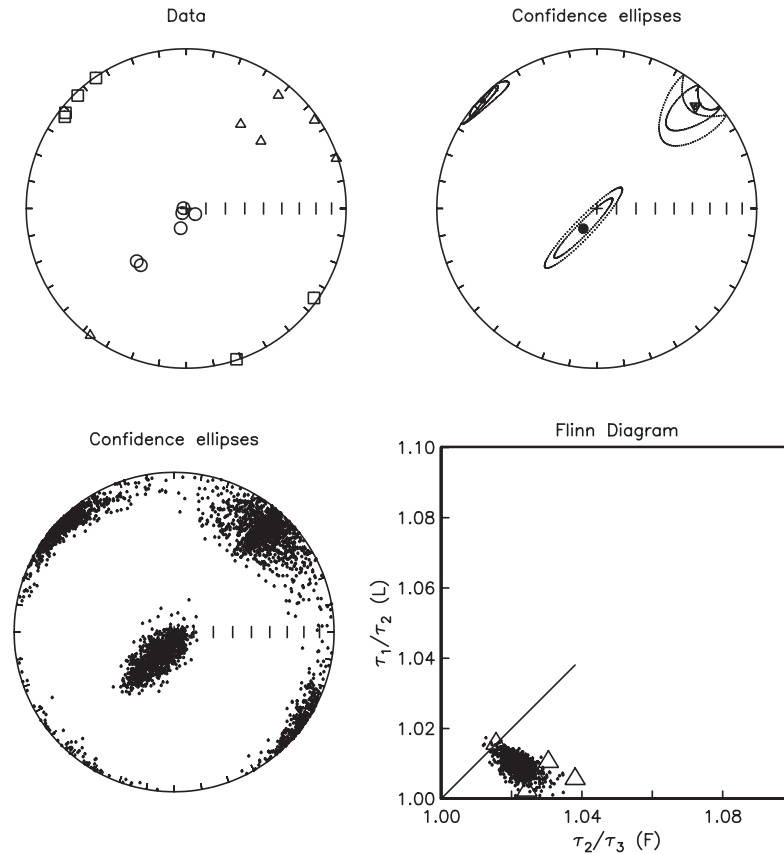 Data
Confidence ellipses
Confidence ellipses
Flinn Diagram
1.10
1.08
1.06
τ1/τ2 (L)
1.04
1.02
1.00
1.00
1.04
1.08
τ2/τ3 (F)